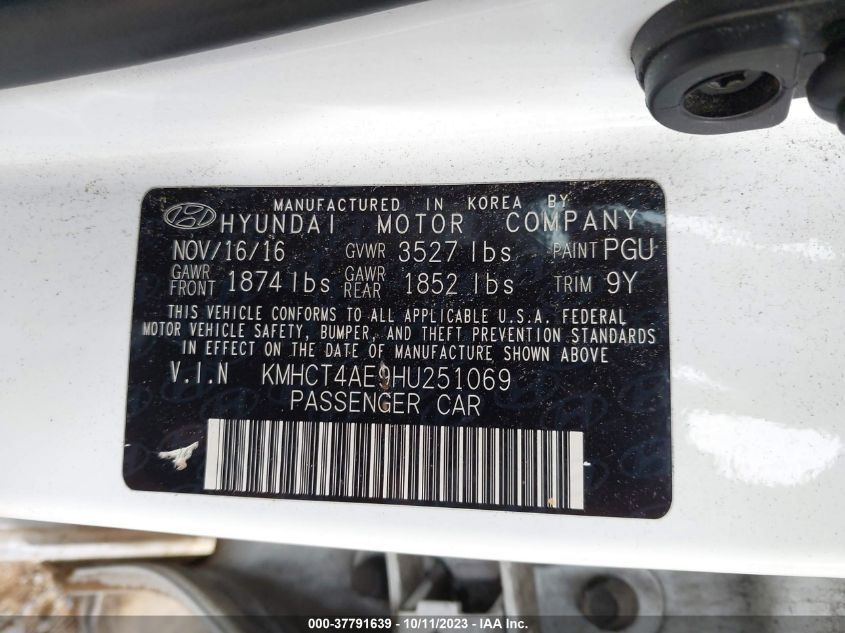 MANUFACTURED IN KOREA BY
HYUNDAI MOTOR COMPANY
NOV/16/16 GVWR 3527 lbs PAINT PGU
GAWR FRONT 1874 lbs GAWR REAR 1852 lbs TRIM 9Y
THIS VEHICLE CONFORMS TO ALL APPLICABLE U.S.A. FEDERAL
MOTOR VEHICLE SAFETY, BUMPER, AND THEFT PREVENTION STANDARDS
IN EFFECT ON THE DATE OF MANUFACTURE SHOWN ABOVE
V.I.N KMHCT4AE9HU251069
PASSENGER CAR
000-37791639 - 10/11/2023 - IAA Inc.